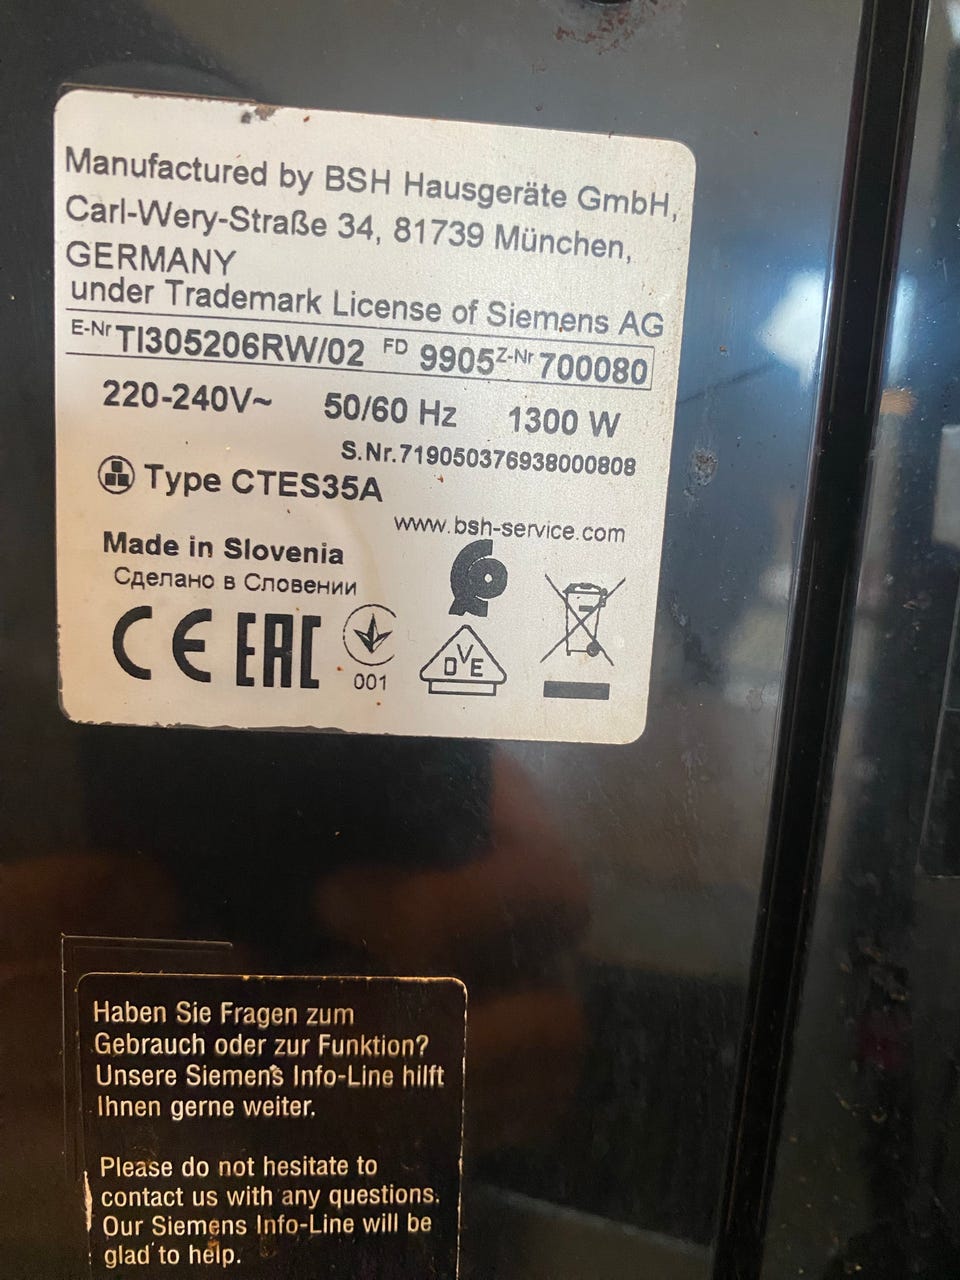 Manufactured by BSH Hausgeräte GmbH,
Carl-Wery-Straße 34, 81739 München,
GERMANY
under Trademark License of Siemens AG
E-Nr TI305206RW/02 FD 9905 Z-Nr 700080
220-240V~ 50/60 Hz 1300 W
S.Nr.719050376938000808
Type CTES35A
www.bsh-service.com
Made in Slovenia
Сделано в Словении
CE EAC
001
DVE
Haben Sie Fragen zum
Gebrauch oder zur Funktion?
Unsere Siemens Info-Line hilft
Ihnen gerne weiter.
Please do not hesitate to
contact us with any questions.
Our Siemens Info-Line will be
glad to help.